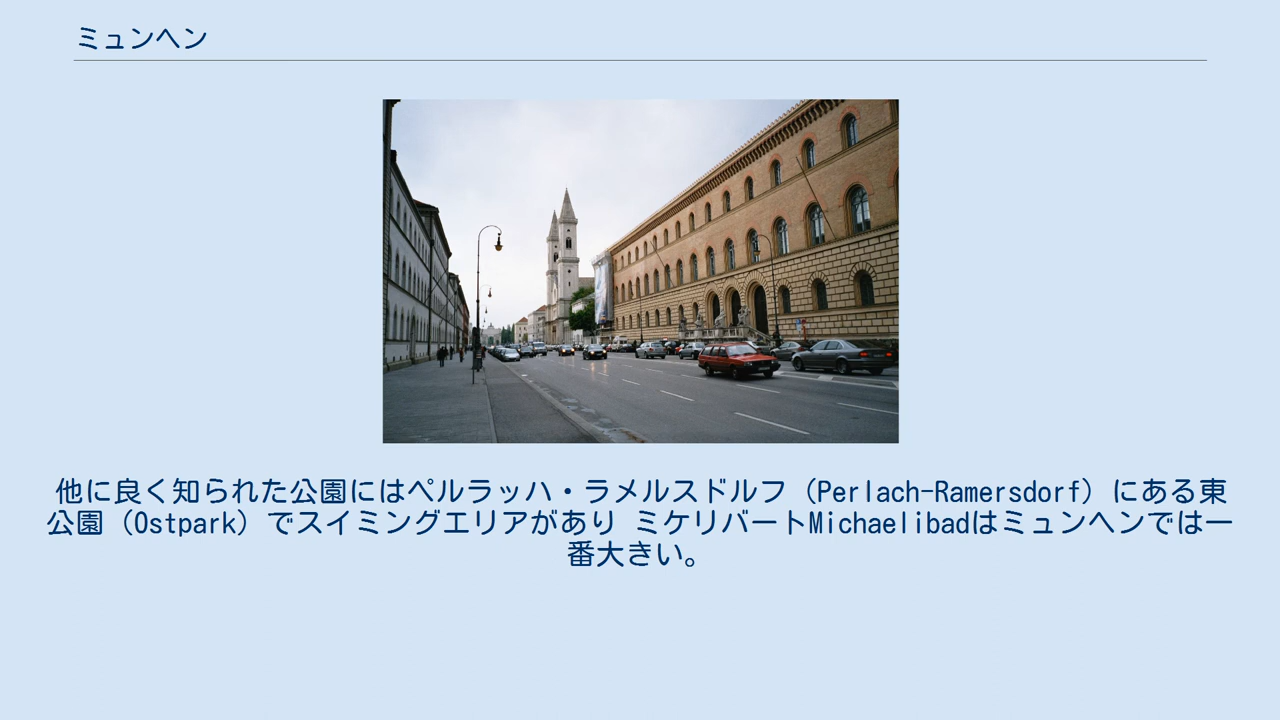 ミュンヘン
他に良く知られた公園にはペルラッハ・ラメルスドルフ（Perlach-Ramersdorf）にある東
公園（Ostpark）でスイミングエリアがあり ミケリバートMichaelibadはミュンヘンでは一
番大きい。